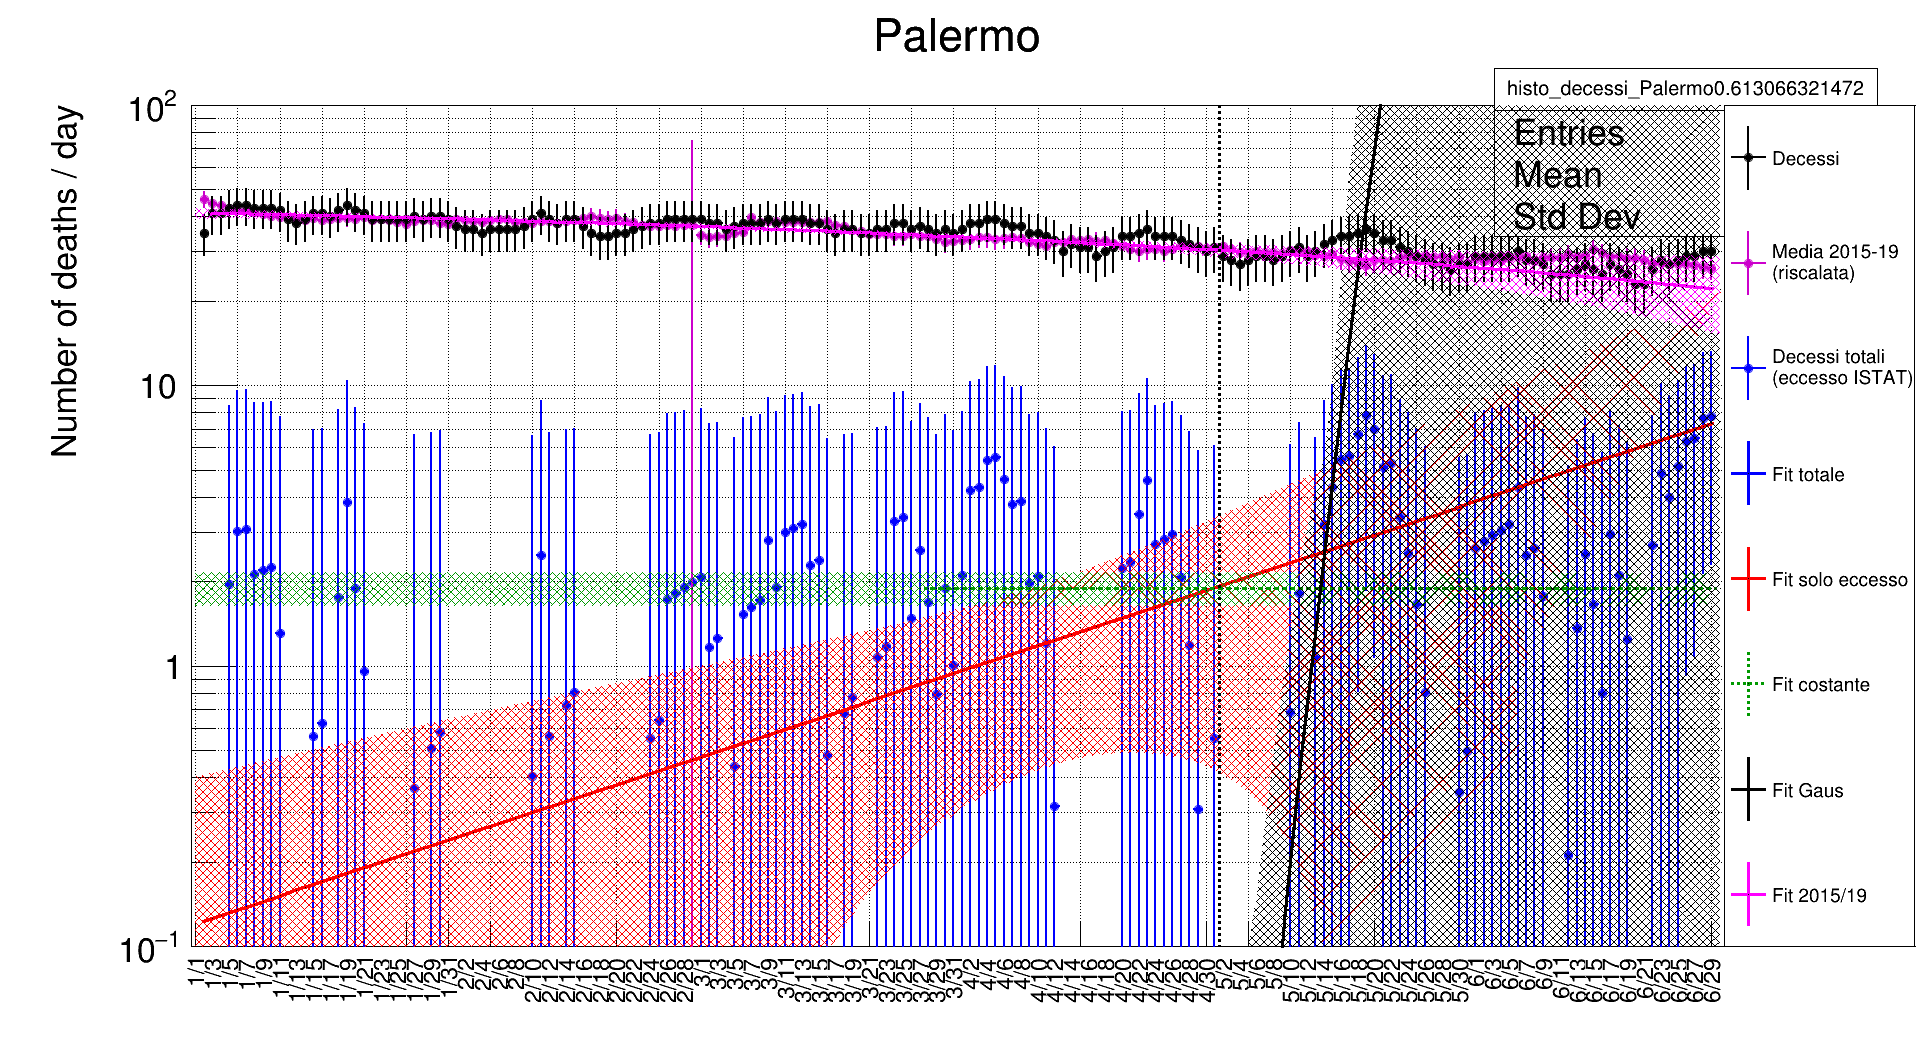 Palermo
histo_decessi_Palermo0.613066321472
Entries
Mean
Std Dev
Number of deaths / day
10²
10
1
10⁻¹
Decessi
Media 2015-19
(riscalata)
Decessi totali
(eccesso ISTAT)
Fit totale
Fit solo eccesso
Fit costante
Fit Gaus
Fit 2015/19
1/1 1/3 1/5 1/7 1/9 1/11 1/13 1/15 1/17 1/19 1/21 1/23 1/25 1/27 1/29 1/31 2/2 2/4 2/6 2/8 2/10 2/12 2/14 2/16 2/18 2/20 2/22 2/24 2/26 2/28 3/1 3/3 3/5 3/7 3/9 3/11 3/13 3/15 3/17 3/19 3/21 3/23 3/25 3/27 3/29 3/31 4/2 4/4 4/6 4/8 4/10 4/12 4/14 4/16 4/18 4/20 4/22 4/24 4/26 4/28 4/30 5/2 5/4 5/6 5/8 5/10 5/12 5/14 5/16 5/18 5/20 5/22 5/24 5/26 5/28 5/30 6/1 6/3 6/5 6/7 6/9 6/11 6/13 6/15 6/17 6/19 6/21 6/23 6/25 6/27 6/29